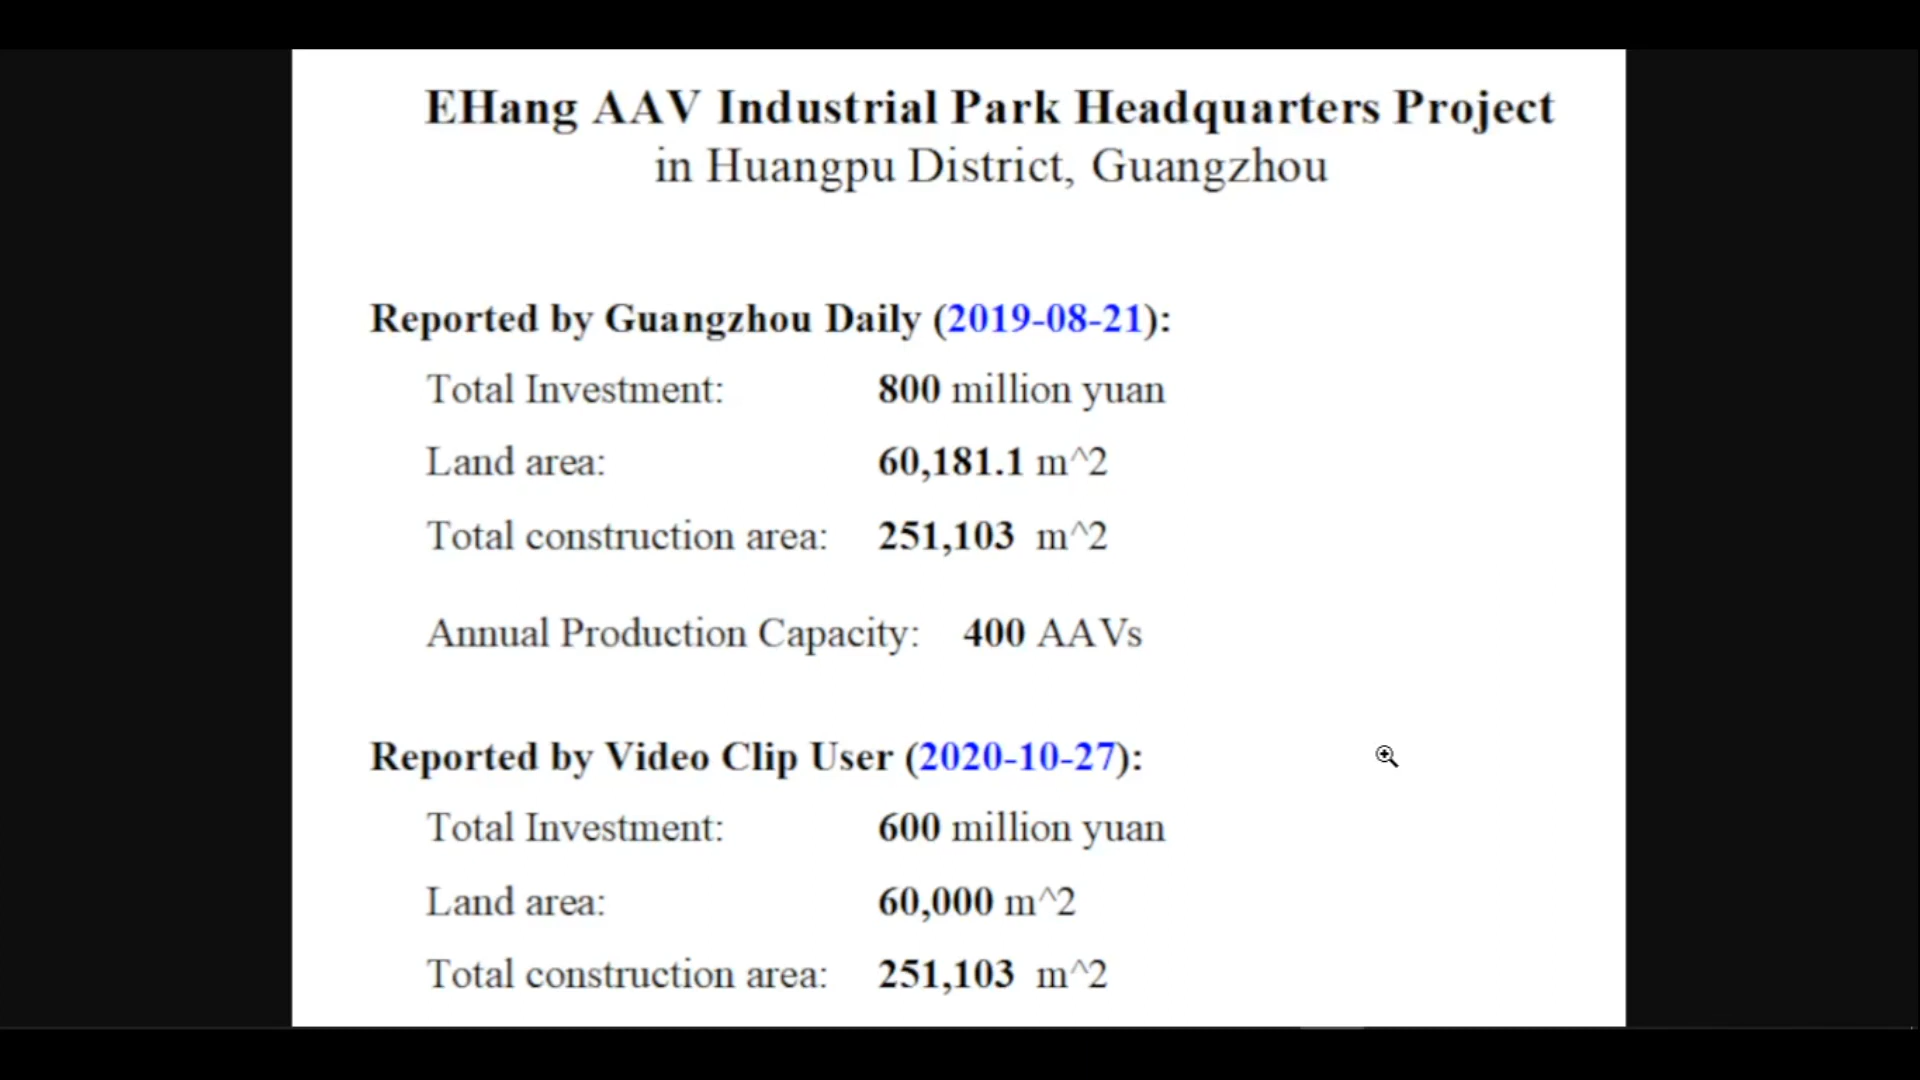 EHang AAV Industrial Park Headquarters Project
in Huangpu District, Guangzhou
Reported by Guangzhou Daily (2019-08-21):
Total Investment: 800 million yuan
Land area: 60,181.1 m^2
Total construction area: 251,103 m^2
Annual Production Capacity: 400 AAVs
Reported by Video Clip User (2020-10-27):
Total Investment: 600 million yuan
Land area: 60,000 m^2
Total construction area: 251,103 m^2